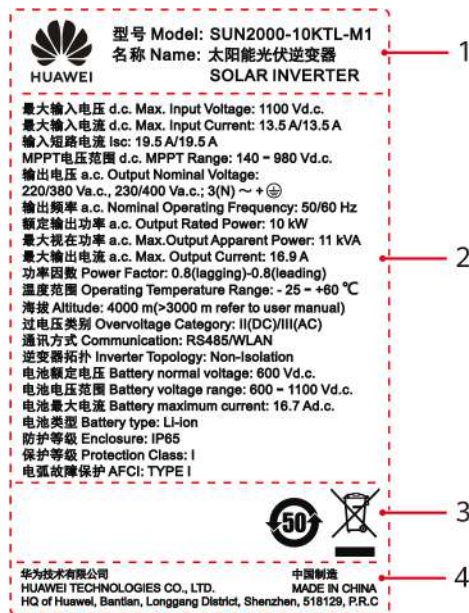 型号 Model: SUN2000-10KTL-M1
名称 Name: 太阳能光伏逆变器
SOLAR INVERTER
HUAWEI
1
最大输入电压 d.c. Max. Input Voltage: 1100 Vd.c.
最大输入电流 d.c. Max. Input Current: 13.5 A/13.5 A
输入短路电流 Isc: 19.5 A/19.5 A
MPPT电压范围 d.c. MPPT Range: 140 - 980 Vd.c.
输出电压 a.c. Output Nominal Voltage:
220/380 Va.c., 230/400 Va.c.; 3(N) ~ + ⏚
输出频率 a.c. Nominal Operating Frequency: 50/60 Hz
额定输出功率 a.c. Output Rated Power: 10 kW
最大视在功率 a.c. Max.Output Apparent Power: 11 kVA
最大输出电流 a.c. Max. Output Current: 16.9 A
功率因数 Power Factor: 0.8(lagging)-0.8(leading)
温度范围 Operating Temperature Range: - 25 - +60 ℃
海拔 Altitude: 4000 m(>3000 m refer to user manual)
过电压类别 Overvoltage Category: II(DC)/III(AC)
通讯方式 Communication: RS485/WLAN
逆变器拓扑 Inverter Topology: Non-Isolation
电池额定电压 Battery normal voltage: 600 Vd.c.
电池电压范围 Battery voltage range: 600 - 1100 Vd.c.
电池最大电流 Battery maximum current: 16.7 Ad.c.
电池类型 Battery type: Li-ion
防护等级 Enclosure: IP65
保护等级 Protection Class: I
电弧故障保护 AFCI: TYPE I
2
50
3
华为技术有限公司 中国制造
HUAWEI TECHNOLOGIES CO., LTD. MADE IN CHINA
HQ of Huawei, Bantian, Longgang District, Shenzhen, 518129, P.R.C
4